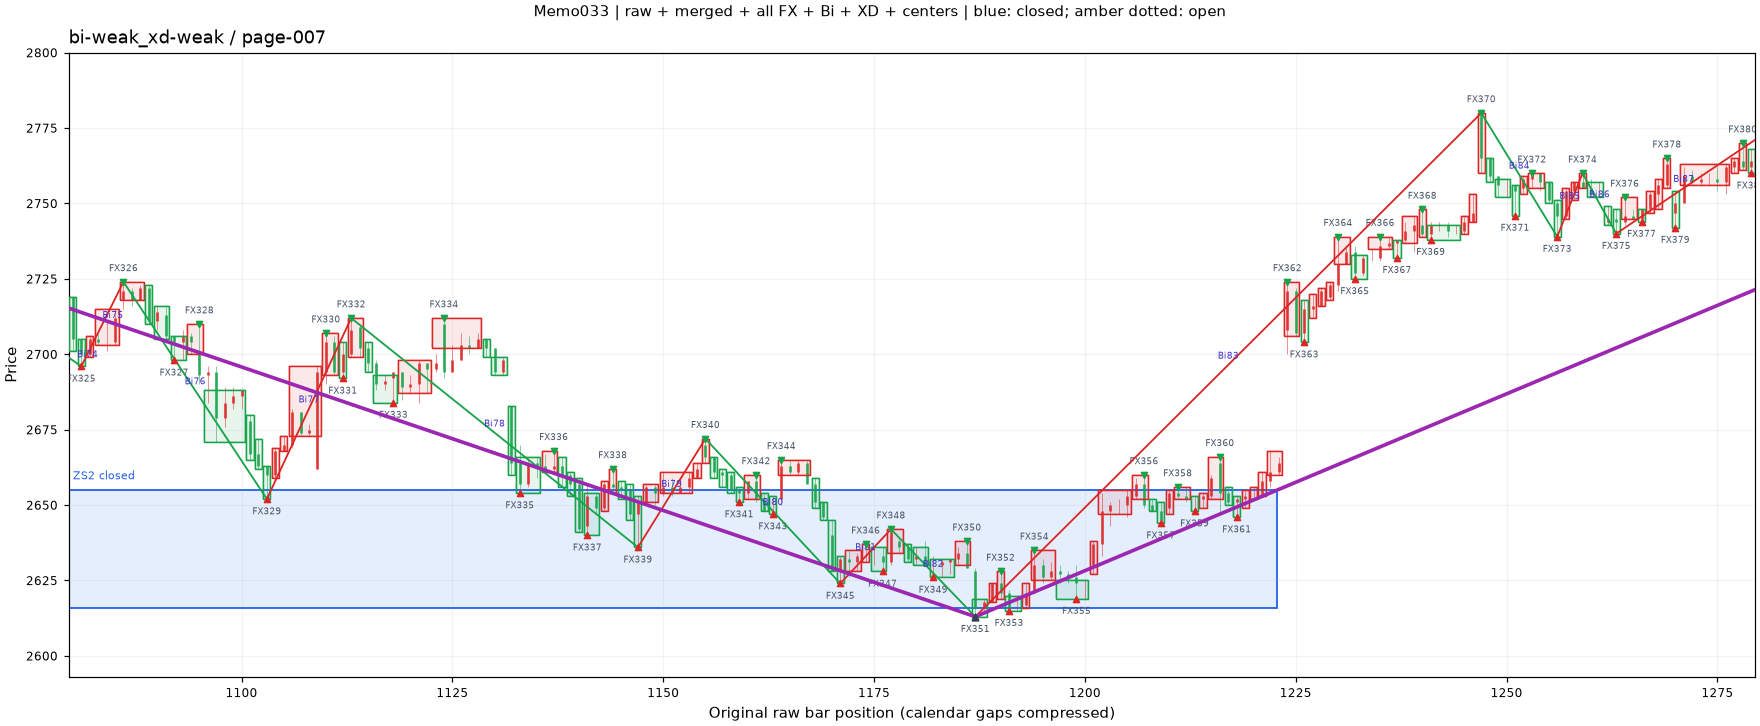 Memo033 | raw + merged + all FX + Bi + XD + centers | blue: closed; amber dotted: open
bi-weak_xd-weak / page-007
2800
2775
2750
2725
2700
2675
2650
2625
2600
Price
1100
1125
1150
1175
1200
1225
1250
1275
Original raw bar position (calendar gaps compressed)
ZS2 closed
FX325
FX326
FX327
FX328
FX329
FX330
FX331
FX332
FX333
FX334
FX335
FX336
FX337
FX338
FX339
FX340
FX341
FX342
FX343
FX344
FX345
FX346
FX347
FX348
FX349
FX350
FX351
FX352
FX353
FX354
FX355
FX356
FX357
FX358
FX359
FX360
FX361
FX362
FX363
FX364
FX365
FX366
FX367
FX368
FX369
FX370
FX371
FX372
FX373
FX374
FX375
FX376
FX377
FX378
FX379
FX380
Bi74
Bi75
Bi76
Bi77
Bi78
Bi79
Bi80
Bi81
Bi82
Bi83
Bi84
Bi85
Bi86
Bi87